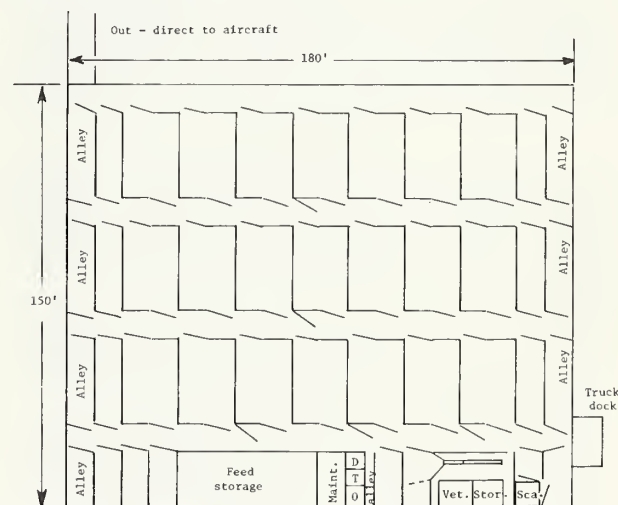 Out - direct to aircraft
180'
Alley
Alley
Alley
Alley
150'
Alley
Alley
Truck
dock
Alley
Feed
storage
Maint.
D
T
O
alley
Vet.
Stor.
Sca.